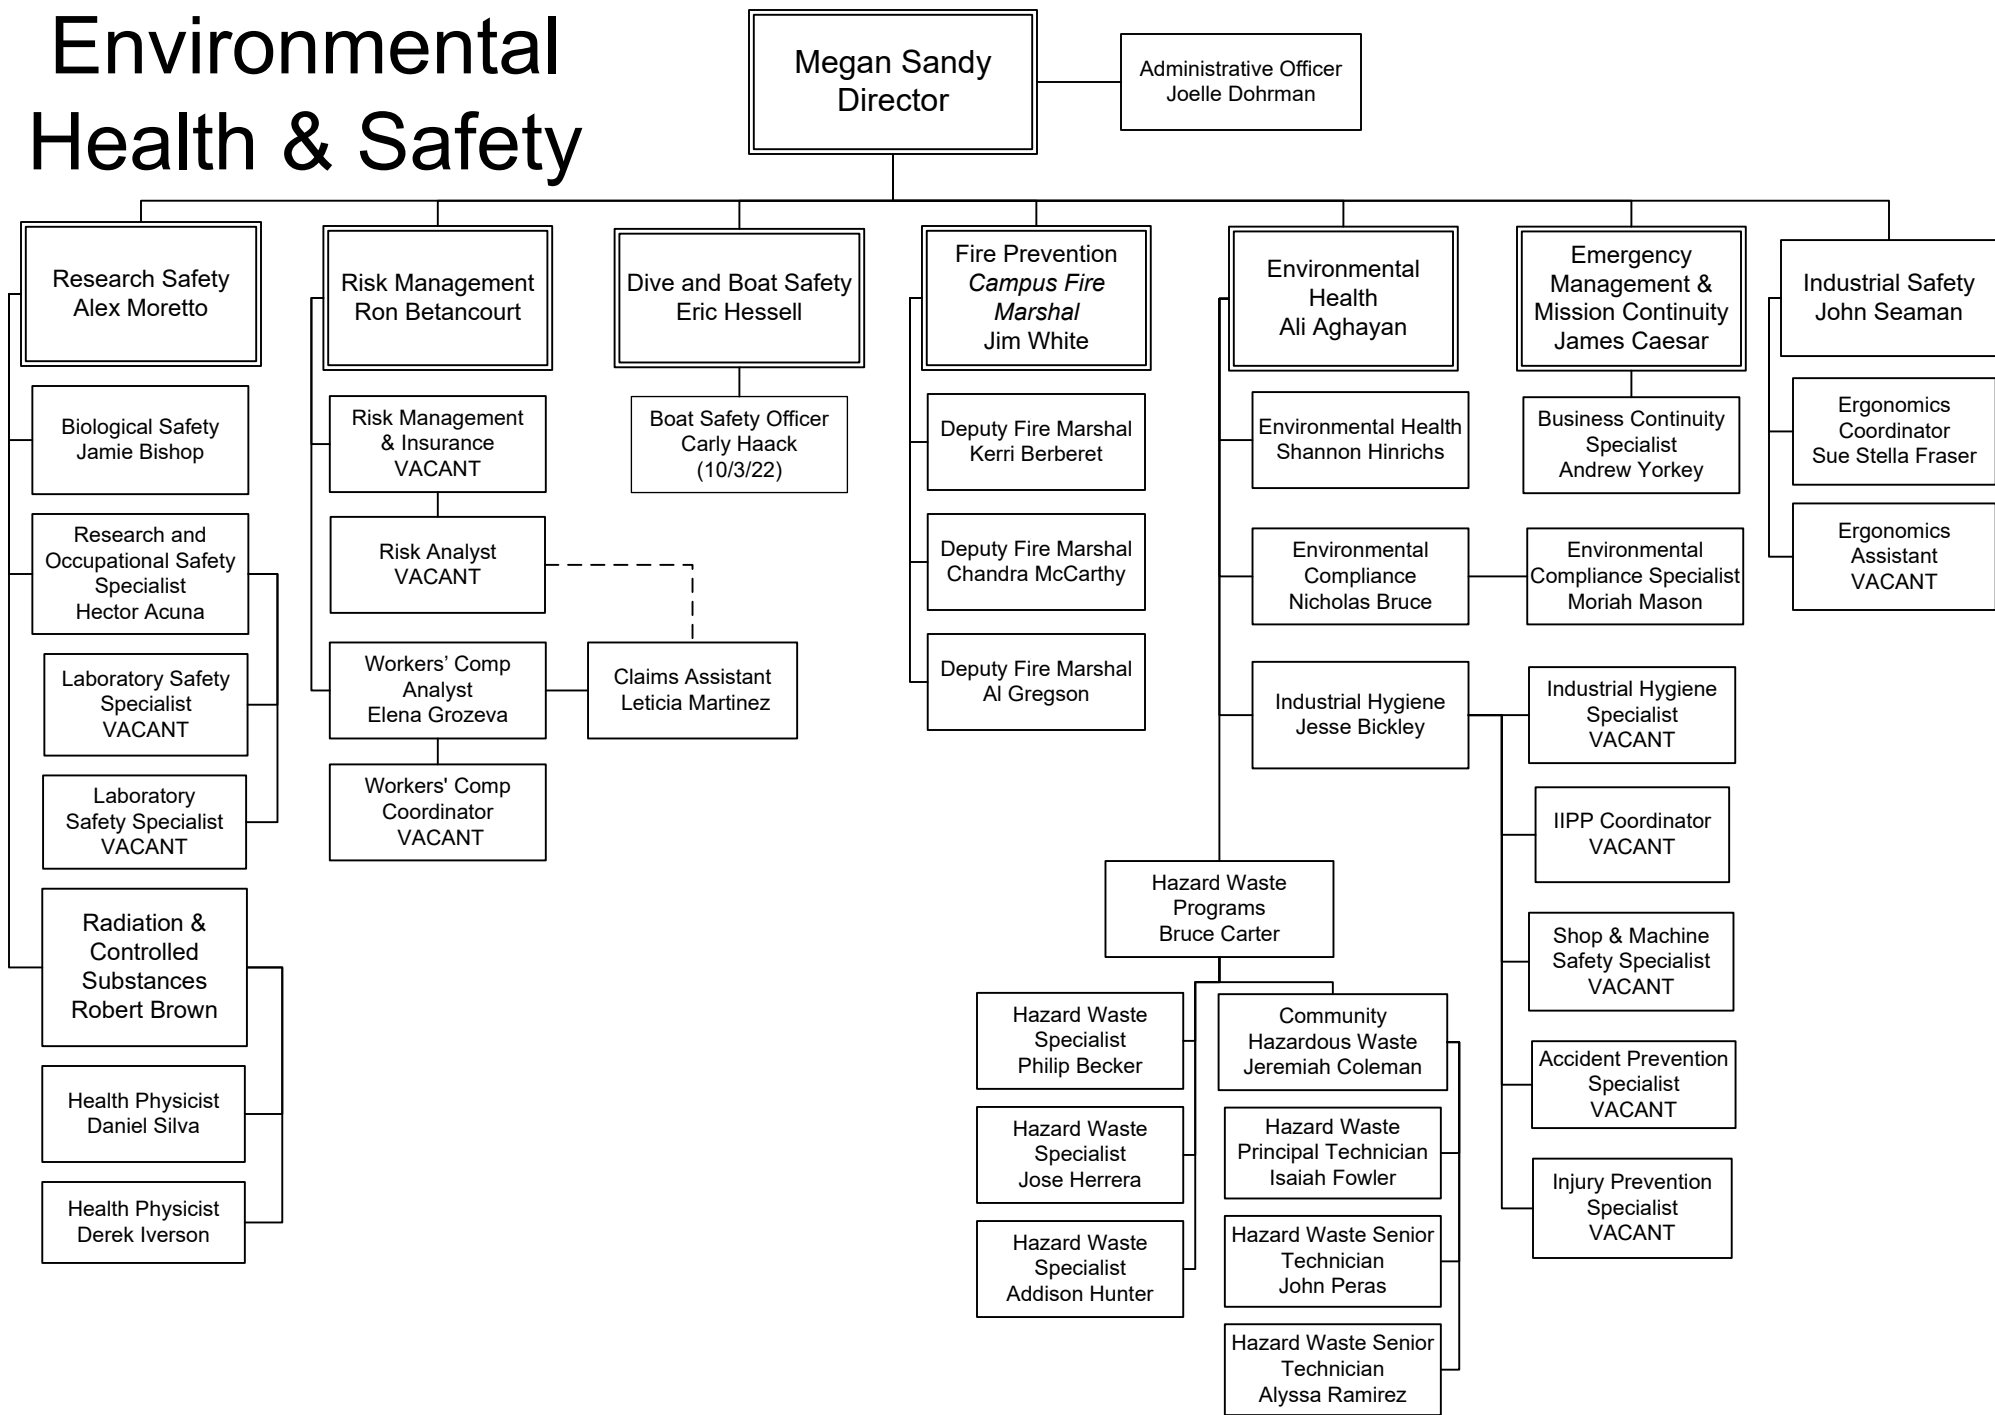 Environmental
Health & Safety
Megan Sandy
Director
Administrative Officer
Joelle Dohrman
Research Safety
Alex Moretto
Biological Safety
Jamie Bishop
Research and
Occupational Safety
Specialist
Hector Acuna
Laboratory Safety
Specialist
VACANT
Laboratory
Safety Specialist
VACANT
Radiation &
Controlled
Substances
Robert Brown
Health Physicist
Daniel Silva
Health Physicist
Derek Iverson
Risk Management
Ron Betancourt
Risk Management
& Insurance
VACANT
Risk Analyst
VACANT
Workers’ Comp
Analyst
Elena Grozeva
Claims Assistant
Leticia Martinez
Workers' Comp
Coordinator
VACANT
Dive and Boat Safety
Eric Hessell
Boat Safety Officer
Carly Haack
(10/3/22)
Fire Prevention
Campus Fire
Marshal
Jim White
Deputy Fire Marshal
Kerri Berberet
Deputy Fire Marshal
Chandra McCarthy
Deputy Fire Marshal
Al Gregson
Environmental
Health
Ali Aghayan
Environmental Health
Shannon Hinrichs
Environmental
Compliance
Nicholas Bruce
Environmental
Compliance Specialist
Moriah Mason
Industrial Hygiene
Jesse Bickley
Industrial Hygiene
Specialist
VACANT
IIPP Coordinator
VACANT
Shop & Machine
Safety Specialist
VACANT
Accident Prevention
Specialist
VACANT
Injury Prevention
Specialist
VACANT
Hazard Waste
Programs
Bruce Carter
Hazard Waste
Specialist
Philip Becker
Hazard Waste
Specialist
Jose Herrera
Hazard Waste
Specialist
Addison Hunter
Community
Hazardous Waste
Jeremiah Coleman
Hazard Waste
Principal Technician
Isaiah Fowler
Hazard Waste Senior
Technician
John Peras
Hazard Waste Senior
Technician
Alyssa Ramirez
Emergency
Management &
Mission Continuity
James Caesar
Business Continuity
Specialist
Andrew Yorkey
Industrial Safety
John Seaman
Ergonomics
Coordinator
Sue Stella Fraser
Ergonomics
Assistant
VACANT